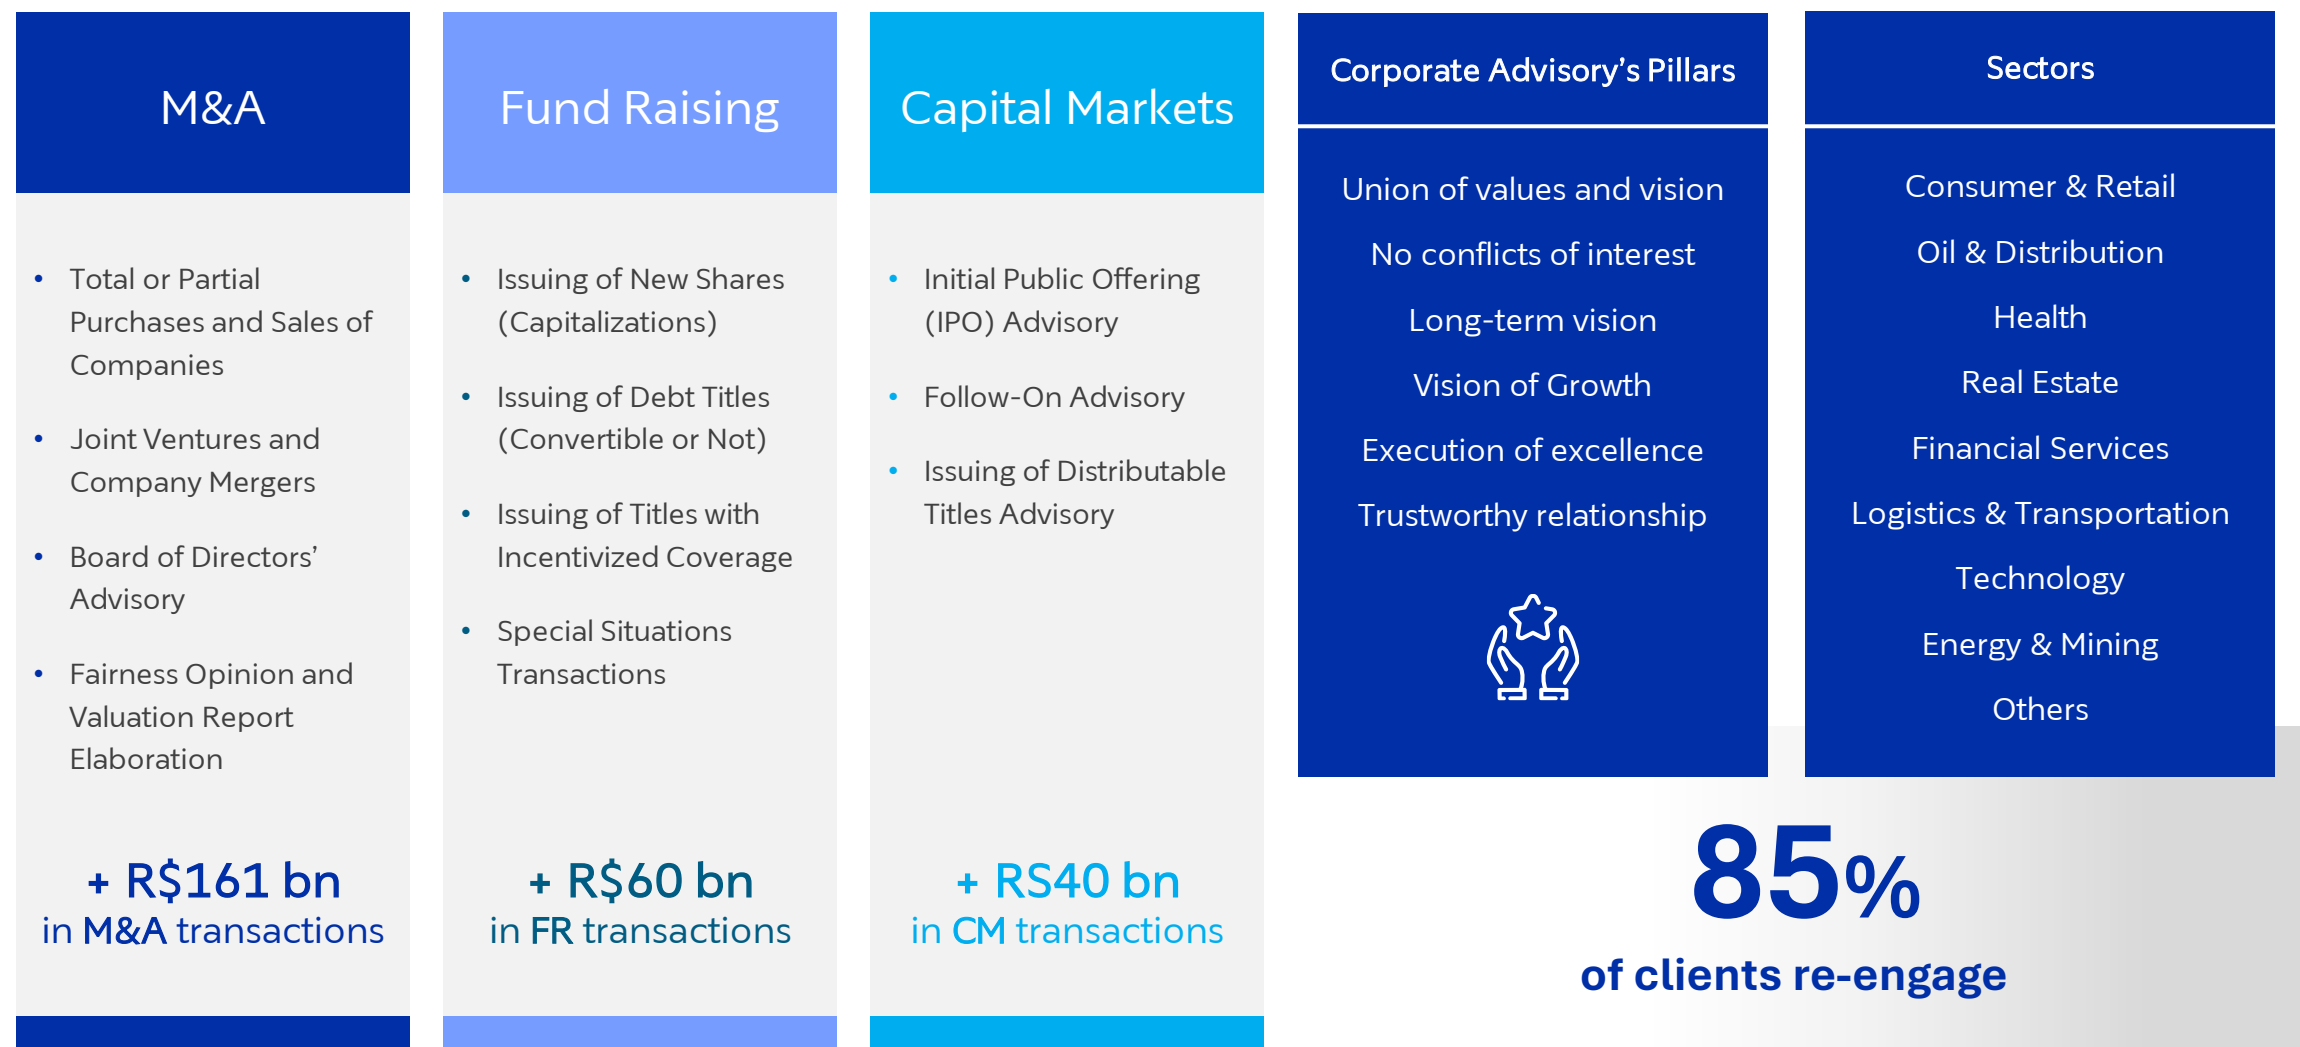 M&A
• Total or Partial
Purchases and Sales of
Companies
• Joint Ventures and
Company Mergers
• Board of Directors’
Advisory
• Fairness Opinion and
Valuation Report
Elaboration
+ R$161 bn
in M&A transactions
Fund Raising
• Issuing of New Shares
(Capitalizations)
• Issuing of Debt Titles
(Convertible or Not)
• Issuing of Titles with
Incentivized Coverage
• Special Situations
Transactions
+ R$60 bn
in FR transactions
Capital Markets
• Initial Public Offering
(IPO) Advisory
• Follow-On Advisory
• Issuing of Distributable
Titles Advisory
+ RS40 bn
in CM transactions
Corporate Advisory’s Pillars
Union of values and vision
No conflicts of interest
Long-term vision
Vision of Growth
Execution of excellence
Trustworthy relationship
Sectors
Consumer & Retail
Oil & Distribution
Health
Real Estate
Financial Services
Logistics & Transportation
Technology
Energy & Mining
Others
85%
of clients re-engage